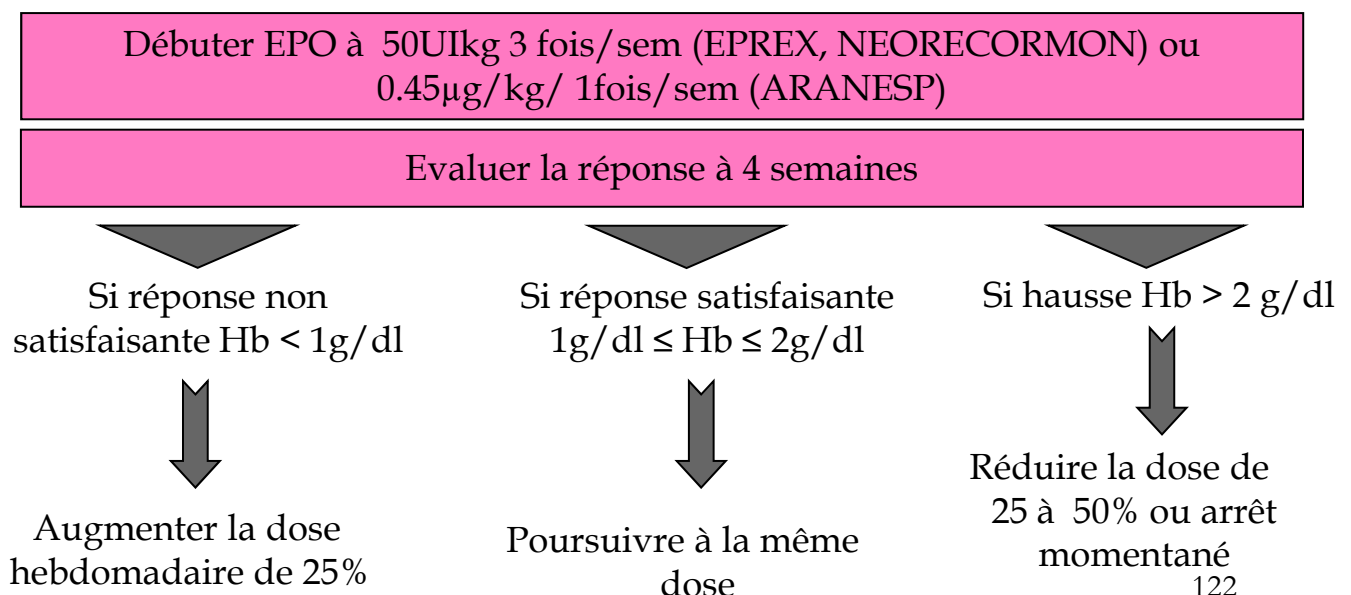 Débuter EPO à 50UIkg 3 fois/sem (EPREX, NEORECORMON) ou
0.45µg/kg/ 1fois/sem (ARANESP)
Evaluer la réponse à 4 semaines
Si réponse non
satisfaisante Hb < 1g/dl
Augmenter la dose
hebdomadaire de 25%
Si réponse satisfaisante
1g/dl ≤ Hb ≤ 2g/dl
Poursuivre à la même
dose
Si hausse Hb > 2 g/dl
Réduire la dose de
25 à 50% ou arrêt
momentané
122